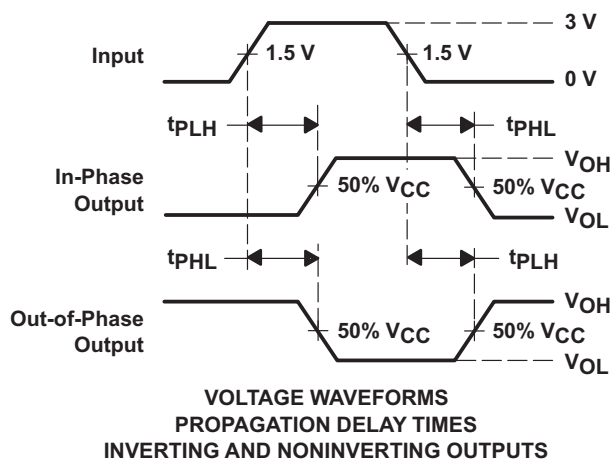 3 V
Input
1.5 V
1.5 V
0 V
tPLH
tPHL
VOH
In-Phase
Output
50% VCC
50% VCC
VOL
tPHL
tPLH
VOH
Out-of-Phase
Output
50% VCC
50% VCC
VOL
VOLTAGE WAVEFORMS
PROPAGATION DELAY TIMES
INVERTING AND NONINVERTING OUTPUTS